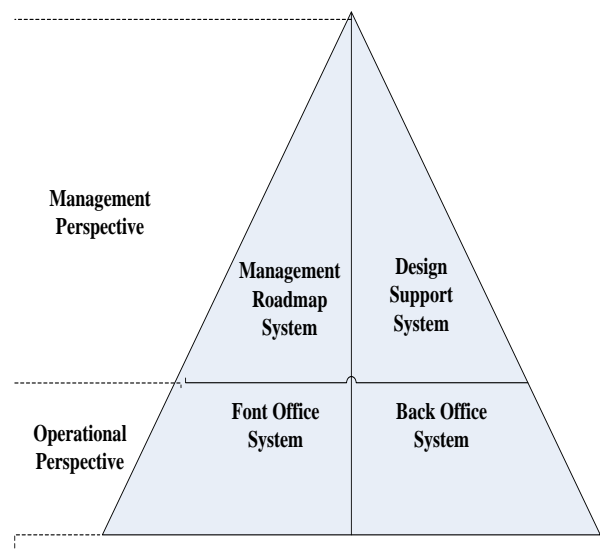 Management
Perspective
Management
Roadmap
System
Design
Support
System
Operational
Perspective
Font Office
System
Back Office
System